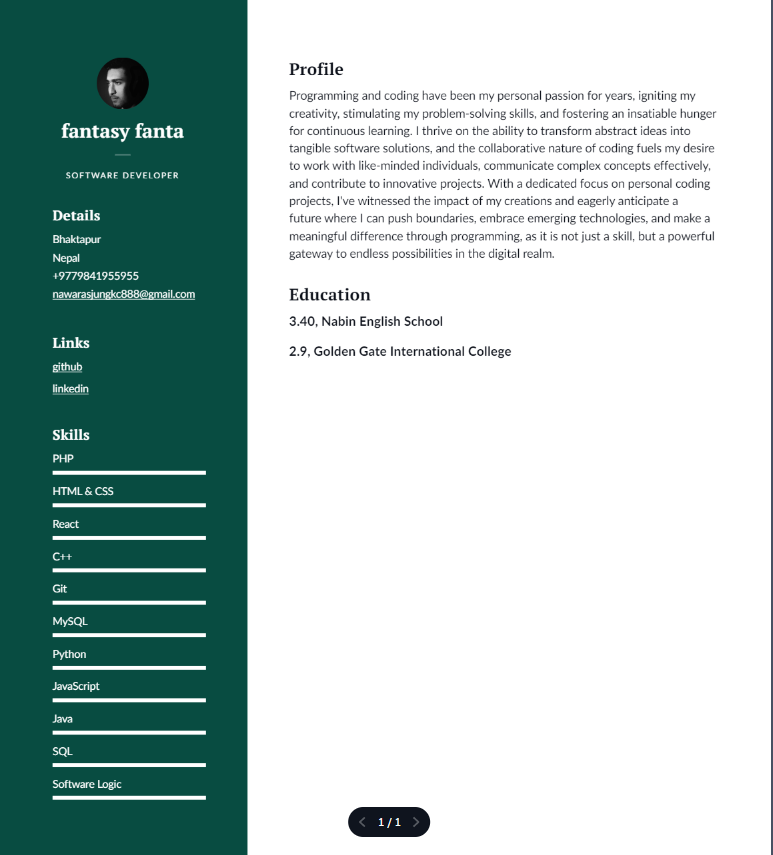 fantasy fanta
SOFTWARE DEVELOPER
Details
Bhaktapur
Nepal
+9779841955955
nawarasjungkc888@gmail.com
Links
github
linkedin
Skills
PHP
HTML & CSS
React
C++
Git
MySQL
Python
JavaScript
Java
SQL
Software Logic
Profile
Programming and coding have been my personal passion for years, igniting my
creativity, stimulating my problem-solving skills, and fostering an insatiable hunger
for continuous learning. I thrive on the ability to transform abstract ideas into
tangible software solutions, and the collaborative nature of coding fuels my desire
to work with like-minded individuals, communicate complex concepts effectively,
and contribute to innovative projects. With a dedicated focus on personal coding
projects, I've witnessed the impact of my creations and eagerly anticipate a
future where I can push boundaries, embrace emerging technologies, and make a
meaningful difference through programming, as it is not just a skill, but a powerful
gateway to endless possibilities in the digital realm.
Education
3.40, Nabin English School
2.9, Golden Gate International College
1 / 1